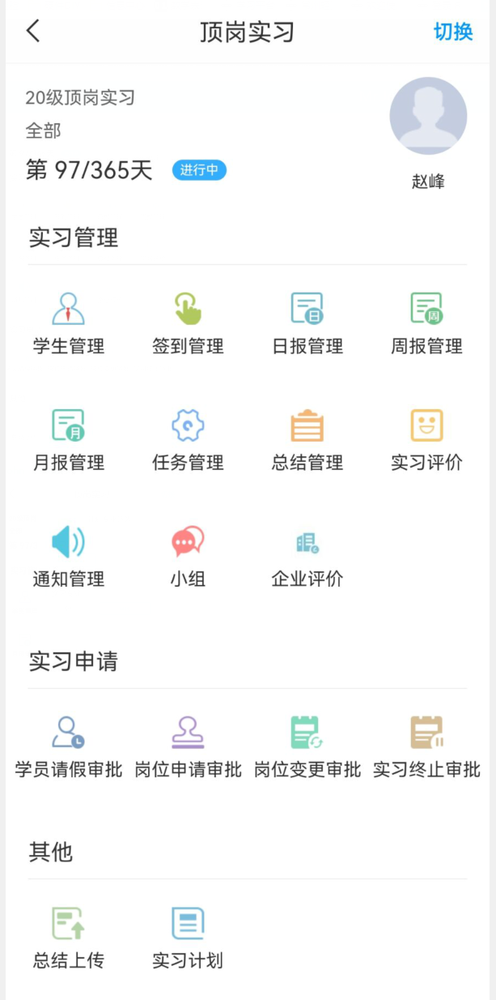 顶岗实习 切换
20级顶岗实习
全部
第 97/365天 进行中
赵峰
实习管理
学生管理 签到管理 日报管理 周报管理
日 周
月
月报管理 任务管理 总结管理 实习评价
通知管理 小组 企业评价
实习申请
学员请假审批 岗位申请审批 岗位变更审批 实习终止审批
其他
总结上传 实习计划